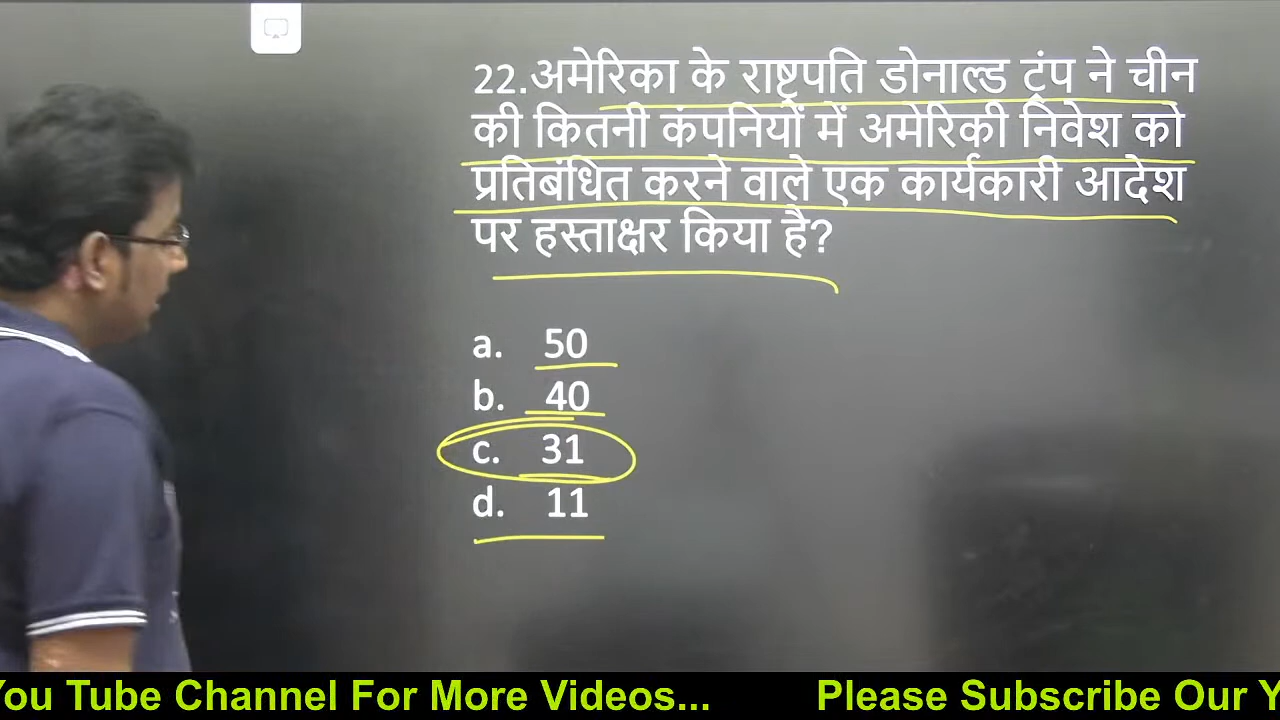 22.अमेरिका के राष्ट्रपति डोनाल्ड ट्रंप ने चीन
की कितनी कंपनियों में अमेरिकी निवेश को
प्रतिबंधित करने वाले एक कार्यकारी आदेश
पर हस्ताक्षर किया है?
a. 50
b. 40
c. 31
d. 11
You Tube Channel For More Videos... Please Subscribe Our Y